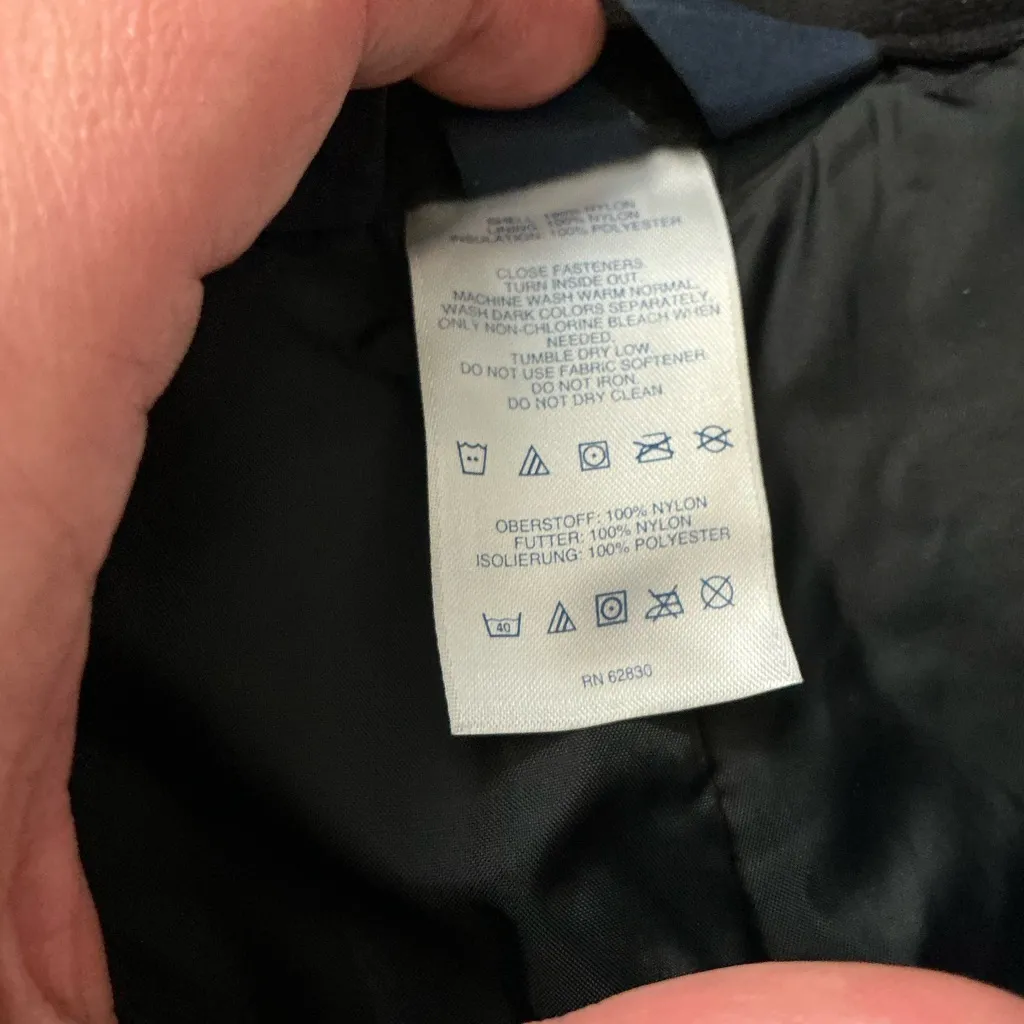 SHELL: 100% NYLON
LINING: 100% NYLON
INSULATION: 100% POLYESTER
CLOSE FASTENERS.
TURN INSIDE OUT.
MACHINE WASH WARM NORMAL.
WASH DARK COLORS SEPARATELY.
ONLY NON-CHLORINE BLEACH WHEN
NEEDED.
TUMBLE DRY LOW.
DO NOT USE FABRIC SOFTENER.
DO NOT IRON.
DO NOT DRY CLEAN.
OBERSTOFF: 100% NYLON
FUTTER: 100% NYLON
ISOLIERUNG: 100% POLYESTER
40
RN 62830